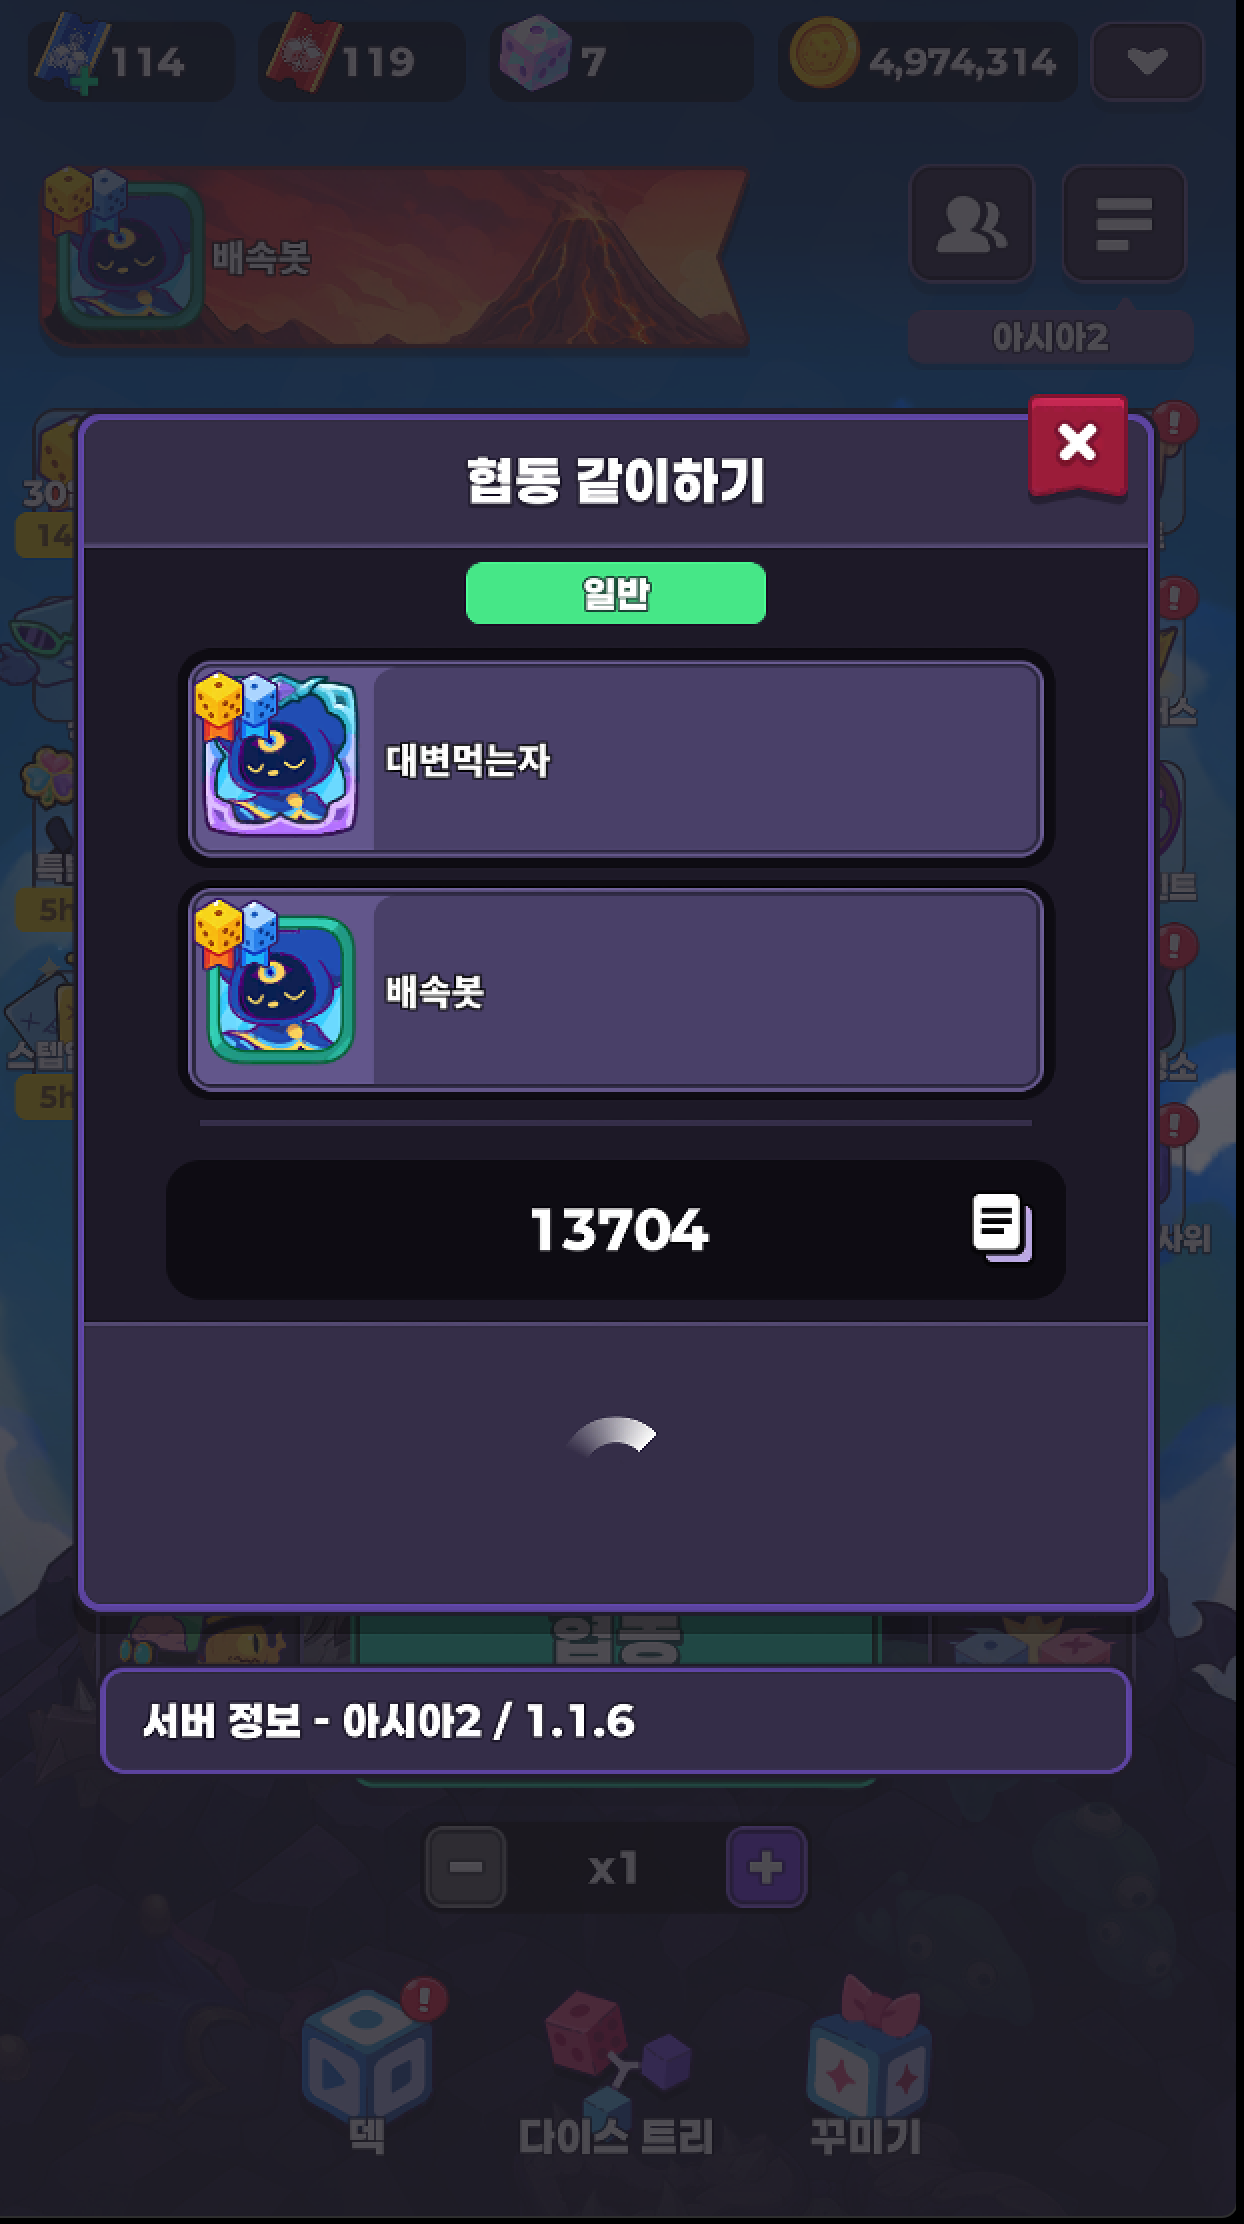 114
119
7
4,974,314
배속봇
아시아2
협동 같이하기
일반
대변먹는자
배속봇
13704
협동
서버 정보 - 아시아2 / 1.1.6
x1
덱
다이스 트리
꾸미기